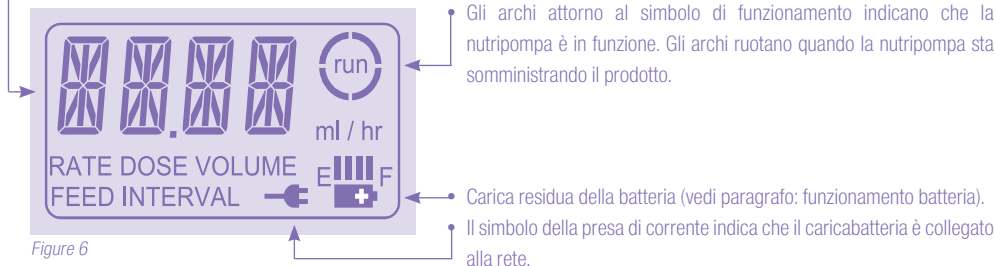 Gli archi attorno al simbolo di funzionamento indicano che la
nutripompa è in funzione. Gli archi ruotano quando la nutripompa sta
somministrando il prodotto.
run
ml / hr
RATE DOSE VOLUME
FEED INTERVAL
E F
Carica residua della batteria (vedi paragrafo: funzionamento batteria).
Il simbolo della presa di corrente indica che il caricabatteria è collegato
alla rete.
Figure 6